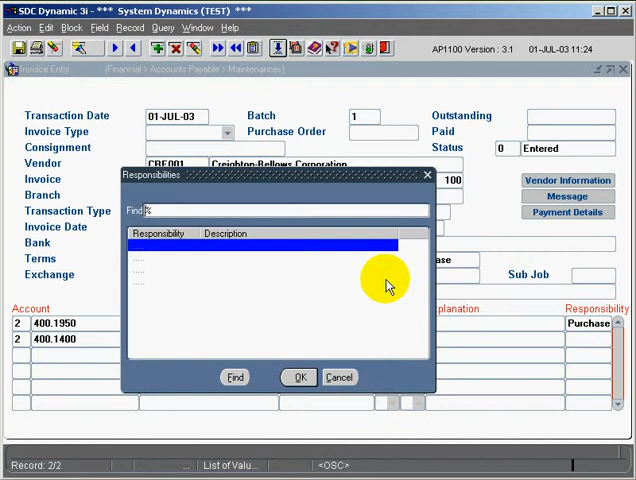 SDC Dynamic 3i - *** System Dynamics (TEST) ***
Action Edit Block Field Record Query Window Help
AP1100 Version : 3.1 01-JUL-03 11:24
Invoice Entry (Financial > Accounts Payable > Maintenances)
Transaction Date 01-JUL-03 Batch 1 Outstanding
Invoice Type Purchase Order Paid
Consignment Status 0 Entered
Vendor CRE001 Creighton-Bellows Corporation
Invoice 100 Vendor Information
Branch Message
Transaction Type Payment Details
Invoice Date
Bank
Terms ase
Exchange Sub Job
Responsibilities
Find %
Responsibility Description
.....
.....
.....
.....
Find OK Cancel
Account xplanation Responsibility
2 400.1950 Purchase
2 400.1400
Record: 2/2 ... List of Valu... <OSC>